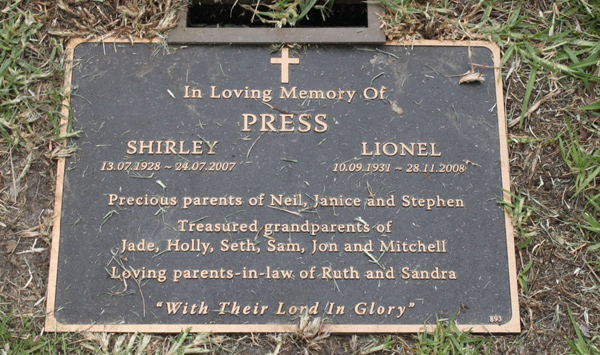 In Loving Memory Of
PRESS
SHIRLEY LIONEL
13.07.1928 ~ 24.07.2007 10.09.1931 ~ 28.11.2008
Precious parents of Neil, Janice and Stephen
Treasured grandparents of
Jade, Holly, Seth, Sam, Jon and Mitchell
Loving parents-in-law of Ruth and Sandra
"With Their Lord In Glory"
893